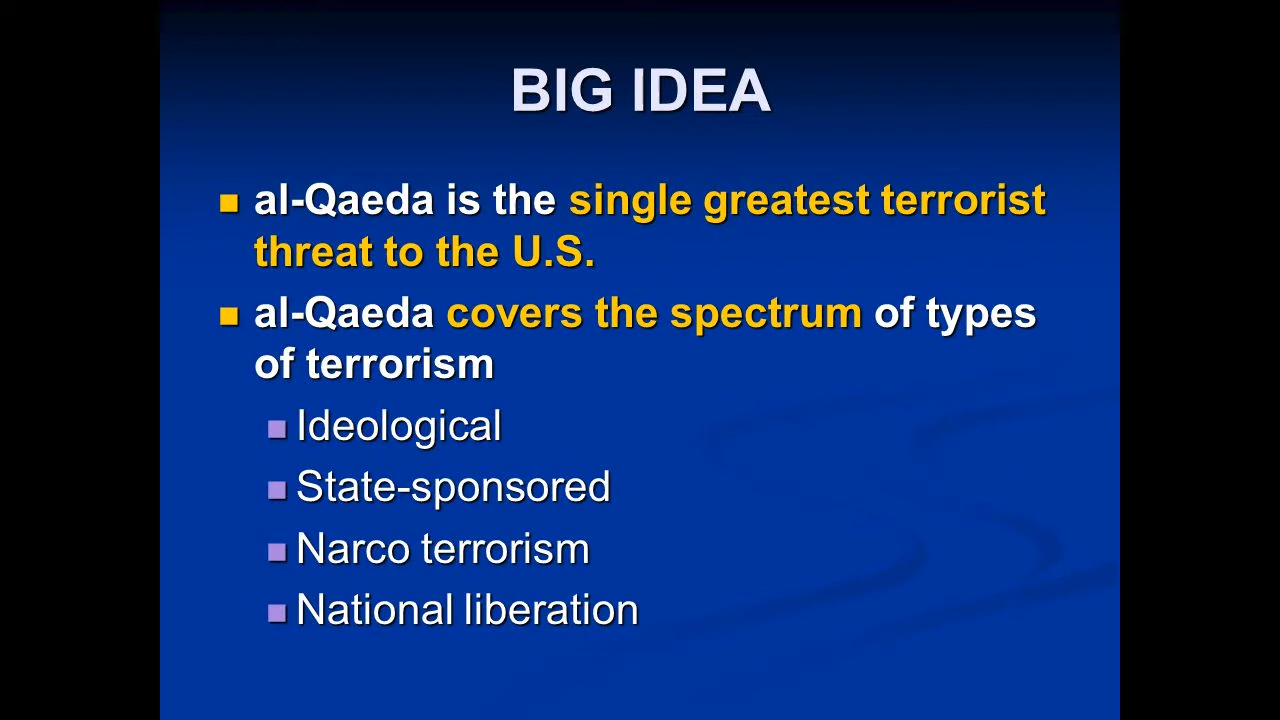 BIG IDEA
al-Qaeda is the single greatest terrorist
threat to the U.S.
al-Qaeda covers the spectrum of types
of terrorism
Ideological
State-sponsored
Narco terrorism
National liberation